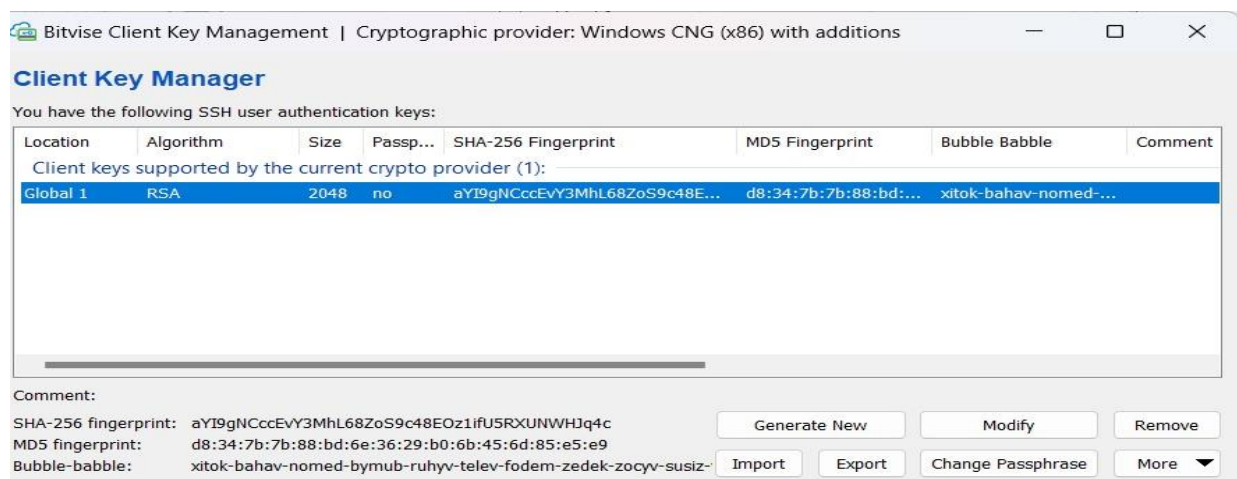 Bitvise Client Key Management | Cryptographic provider: Windows CNG (x86) with additions
Client Key Manager
You have the following SSH user authentication keys:
Location Algorithm Size Passp... SHA-256 Fingerprint MD5 Fingerprint Bubble Babble Comment
Client keys supported by the current crypto provider (1):
Global 1 RSA 2048 no aYI9gNCccEvY3MhL68ZoS9c48E... d8:34:7b:7b:88:bd:... xitok-bahav-nomed-...
Comment:
SHA-256 fingerprint: aYI9gNCccEvY3MhL68ZoS9c48EOz1ifU5RXUNWHJq4c Generate New Modify Remove
MD5 fingerprint: d8:34:7b:7b:88:bd:6e:36:29:b0:6b:45:6d:85:e5:e9
Bubble-babble: xitok-bahav-nomed-bymub-ruhyv-telev-fodem-zedek-zocyv-susiz- Import Export Change Passphrase More